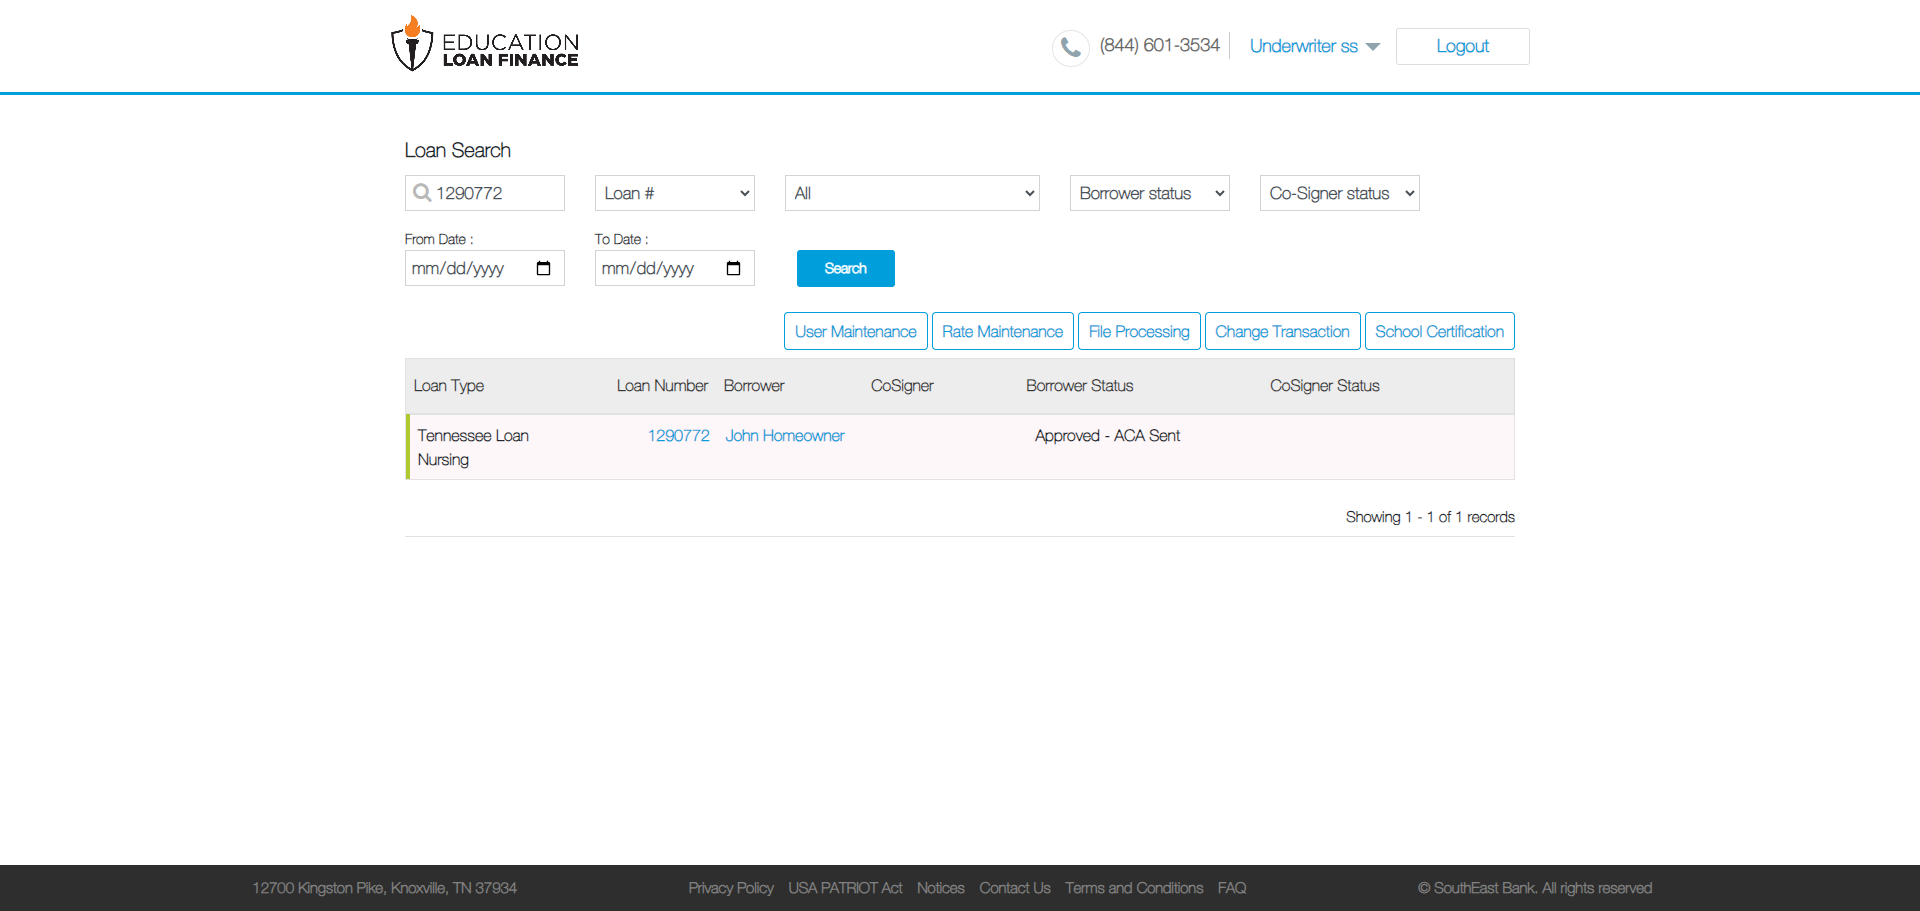 EDUCATION
LOAN FINANCE
(844) 601-3534
Underwriter ss
Logout
Loan Search
1290772
Loan #
All
Borrower status
Co-Signer status
From Date :
To Date :
mm/dd/yyyy
mm/dd/yyyy
Search
User Maintenance
Rate Maintenance
File Processing
Change Transaction
School Certification
Loan Type
Loan Number
Borrower
CoSigner
Borrower Status
CoSigner Status
Tennessee Loan
Nursing
1290772
John Homeowner
Approved - ACA Sent
Showing 1 - 1 of 1 records
12700 Kingston Pike, Knoxville, TN 37934
Privacy Policy
USA PATRIOT Act
Notices
Contact Us
Terms and Conditions
FAQ
© SouthEast Bank. All rights reserved